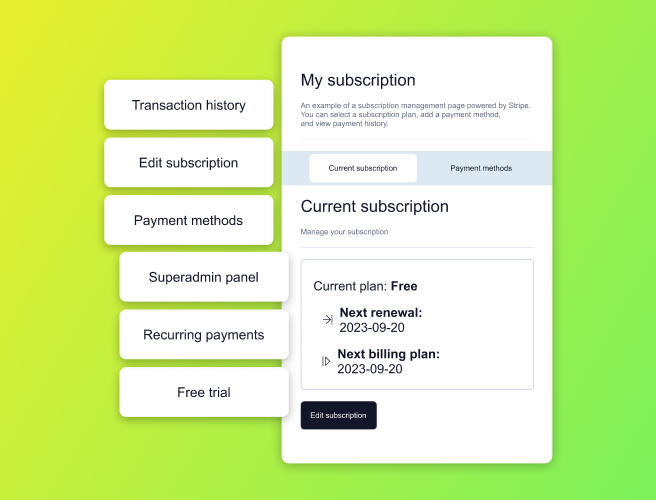 Transaction history
Edit subscription
Payment methods
Superadmin panel
Recurring payments
Free trial
My subscription
An example of a subscription management page powered by Stripe.
You can select a subscription plan, add a payment method,
and view payment history.
Current subscription
Payment methods
Current subscription
Manage your subscription
Current plan: Free
Next renewal:
2023-09-20
Next billing plan:
2023-09-20
Edit subscription